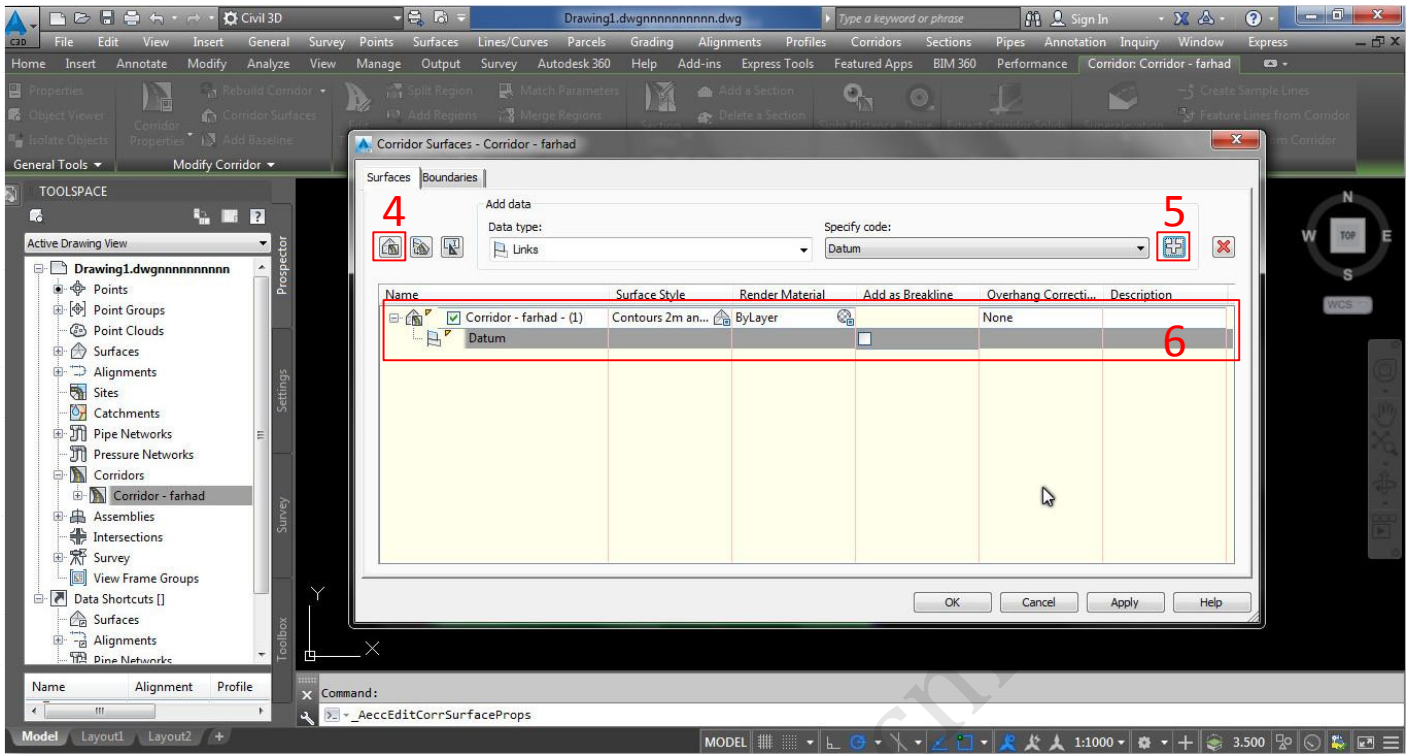 Civil 3D
Drawing1.dwgnnnnnnnnnn.dwg
Type a keyword or phrase
Sign In
C3D
File Edit View Insert General Survey Points Surfaces Lines/Curves Parcels Grading Alignments Profiles Corridors Sections Pipes Annotation Inquiry Window Express
Home Insert Annotate Modify Analyze View Manage Output Survey Autodesk 360 Help Add-ins Express Tools Featured Apps BIM 360 Performance Corridor: Corridor - farhad
Properties Rebuild Corridor Split Region Match Parameters Add a Section Create Sample Lines
Object Viewer Corridor Surfaces Add Regions Merge Regions Delete a Section Feature Lines from Corridor
Isolate Objects Corridor Properties Add Baseline
General Tools Modify Corridor
Corridor Surfaces - Corridor - farhad
Surfaces Boundaries
4
Add data
5
Data type: Specify code:
Links Datum
Name Surface Style Render Material Add as Breakline Overhang Correcti... Description
Corridor - farhad - (1) Contours 2m an... ByLayer None
Datum
6
OK Cancel Apply Help
TOOLSPACE
Active Drawing View
Drawing1.dwgnnnnnnnnnn
Points
Point Groups
Point Clouds
Surfaces
Alignments
Sites
Catchments
Pipe Networks
Pressure Networks
Corridors
Corridor - farhad
Assemblies
Intersections
Survey
View Frame Groups
Data Shortcuts []
Surfaces
Alignments
Pipe Networks
Prospector
Settings
Survey
Toolbox
Name Alignment Profile
N
W TOP E
S
WCS
Y
X
Command:
_AeccEditCorrSurfaceProps
Model Layout1 Layout2 +
MODEL 1:1000 3.500